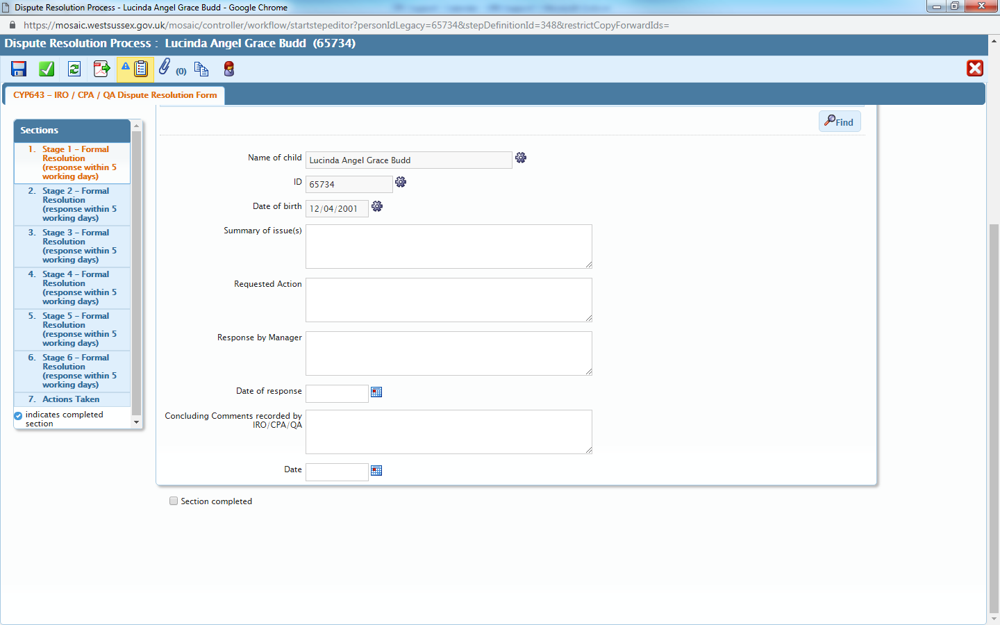 Dispute Resolution Process - Lucinda Angel Grace Budd - Google Chrome
https://mosaic.westsussex.gov.uk/mosaic/controller/workflow/startstepeditor?personIdLegacy=65734&stepDefinitionId=348&restrictCopyForwardIds=
Dispute Resolution Process : Lucinda Angel Grace Budd (65734)
(0)
CYP643 - IRO / CPA / QA Dispute Resolution Form
Sections
1. Stage 1 - Formal
Resolution
(response within 5
working days)
2. Stage 2 - Formal
Resolution
(response within 5
working days)
3. Stage 3 - Formal
Resolution
(response within 5
working days)
4. Stage 4 - Formal
Resolution
(response within 5
working days)
5. Stage 5 - Formal
Resolution
(response within 5
working days)
6. Stage 6 - Formal
Resolution
(response within 5
working days)
7. Actions Taken
indicates completed
section
Find
Name of child Lucinda Angel Grace Budd
ID 65734
Date of birth 12/04/2001
Summary of issue(s)
Requested Action
Response by Manager
Date of response
Concluding Comments recorded by
IRO/CPA/QA
Date
Section completed